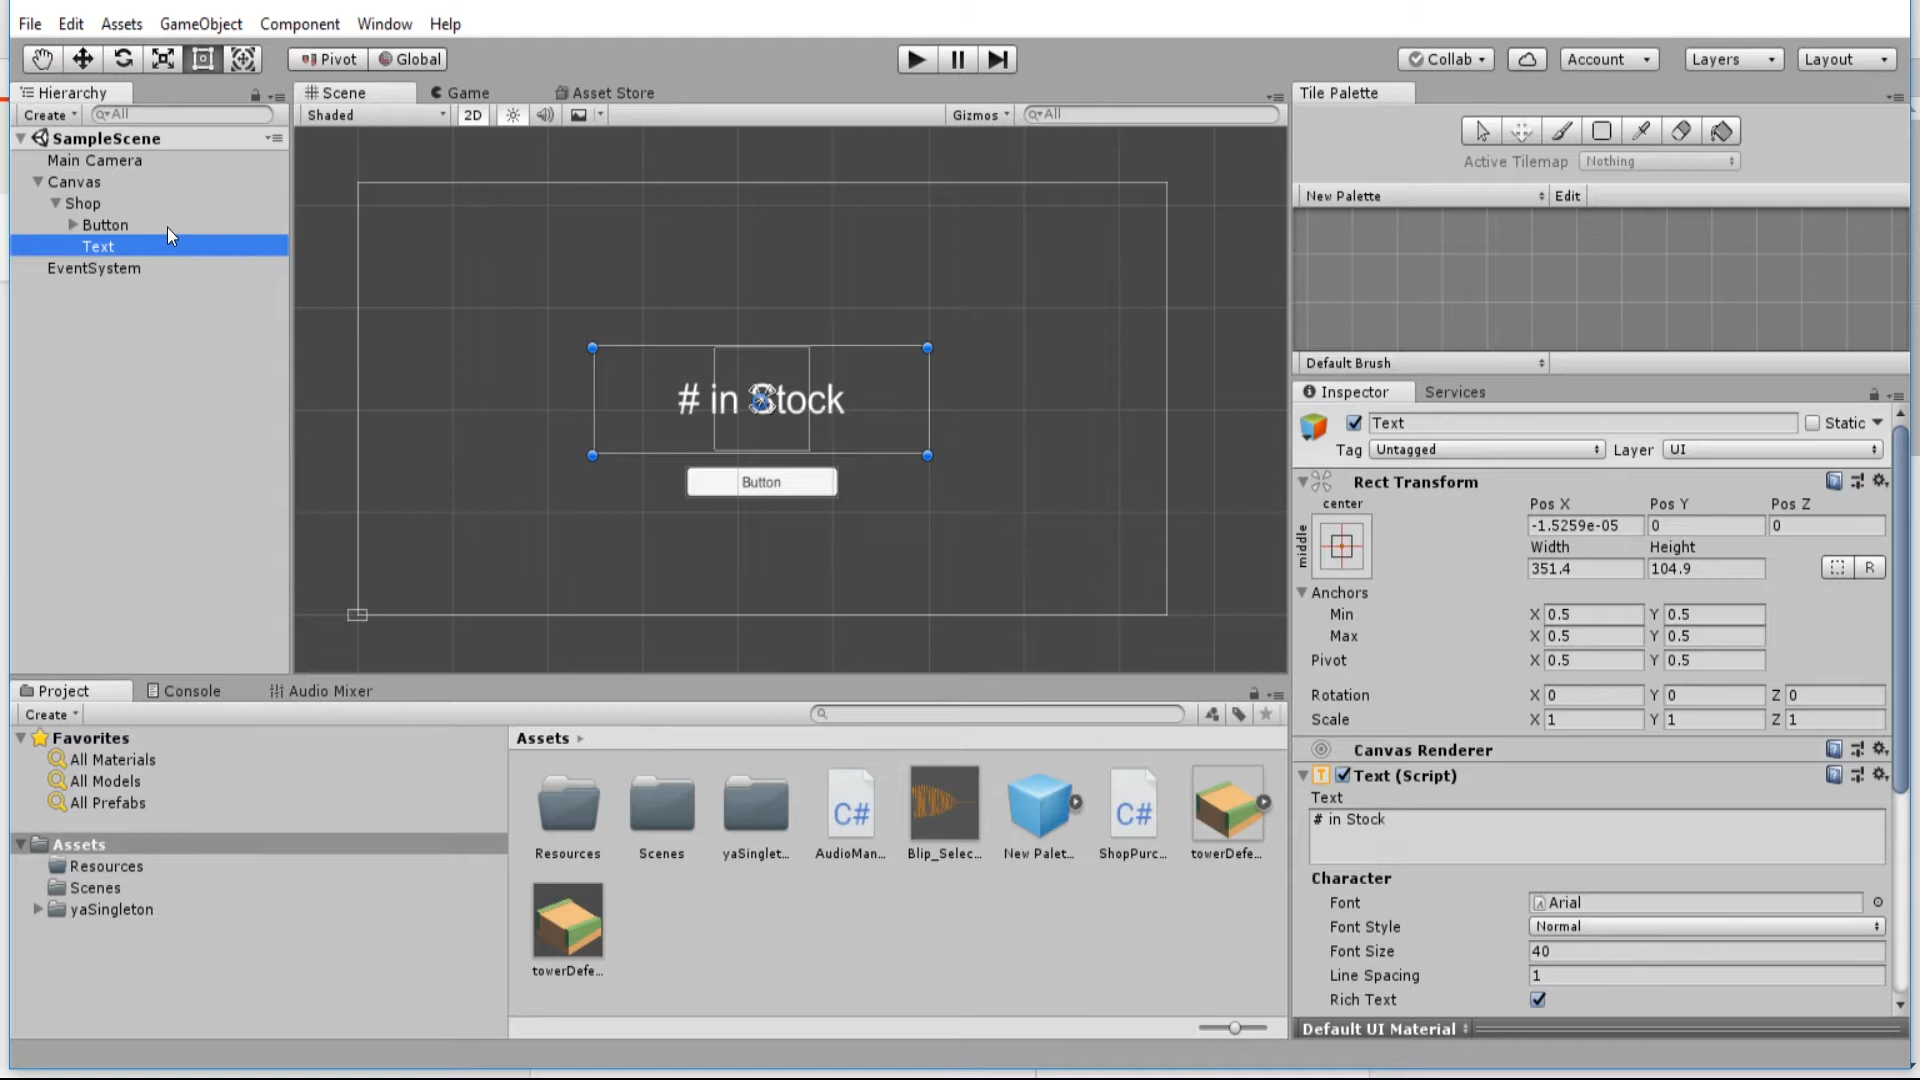 File Edit Assets GameObject Component Window Help
Pivot Global Collab Account Layers Layout
Hierarchy
Create All
SampleScene
Main Camera
Canvas
Shop
Button
Text
EventSystem
Scene Game Asset Store
Shaded 2D Gizmos All
# in Stock
Button
Tile Palette
Active Tilemap Nothing
New Palette Edit
Default Brush
Inspector Services
Text Static
Tag Untagged Layer UI
Rect Transform
center
middle
Pos X Pos Y Pos Z
-1.5259e-05 0 0
Width Height
351.4 104.9 R
Anchors
Min X 0.5 Y 0.5
Max X 0.5 Y 0.5
Pivot X 0.5 Y 0.5
Rotation X 0 Y 0 Z 0
Scale X 1 Y 1 Z 1
Canvas Renderer
Text (Script)
Text
# in Stock
Character
Font Arial
Font Style Normal
Font Size 40
Line Spacing 1
Rich Text
Default UI Material
Project Console Audio Mixer
Create
Favorites
All Materials
All Models
All Prefabs
Assets
Resources
Scenes
yaSingleton
Assets
C# C#
Resources Scenes yaSinglet... AudioMan... Blip_Selec... New Palet... ShopPurc... towerDefe...
towerDefe...